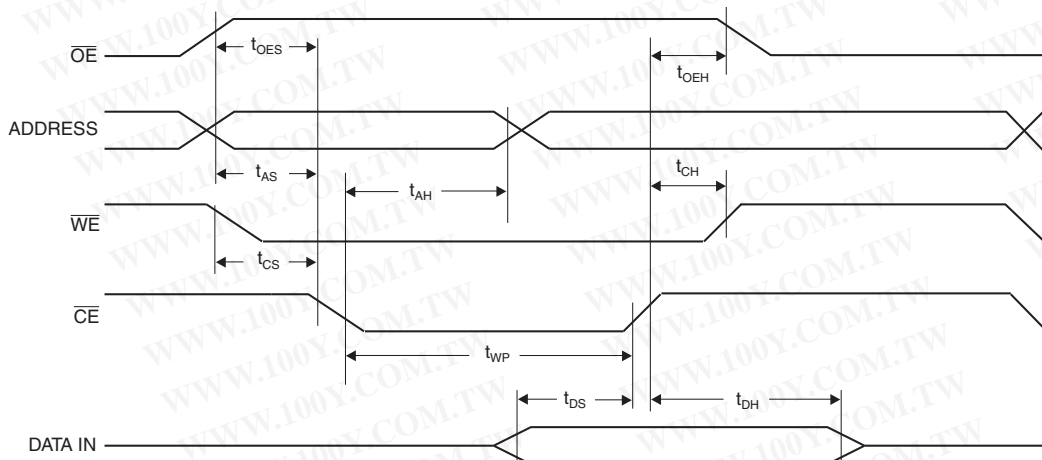 OE
tOES
tOEH
ADDRESS
tAS
tAH
tCH
WE
tCS
CE
tWP
tDS
tDH
DATA IN
WWW.100Y.COM.TW